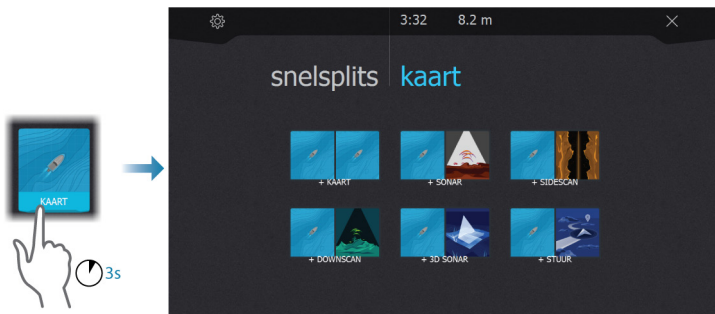 3:32 8.2 m
snelsplits kaart
+ KAART + SONAR + SIDESCAN
KAART
+ DOWNSCAN + 3D SONAR + STUUR
3s